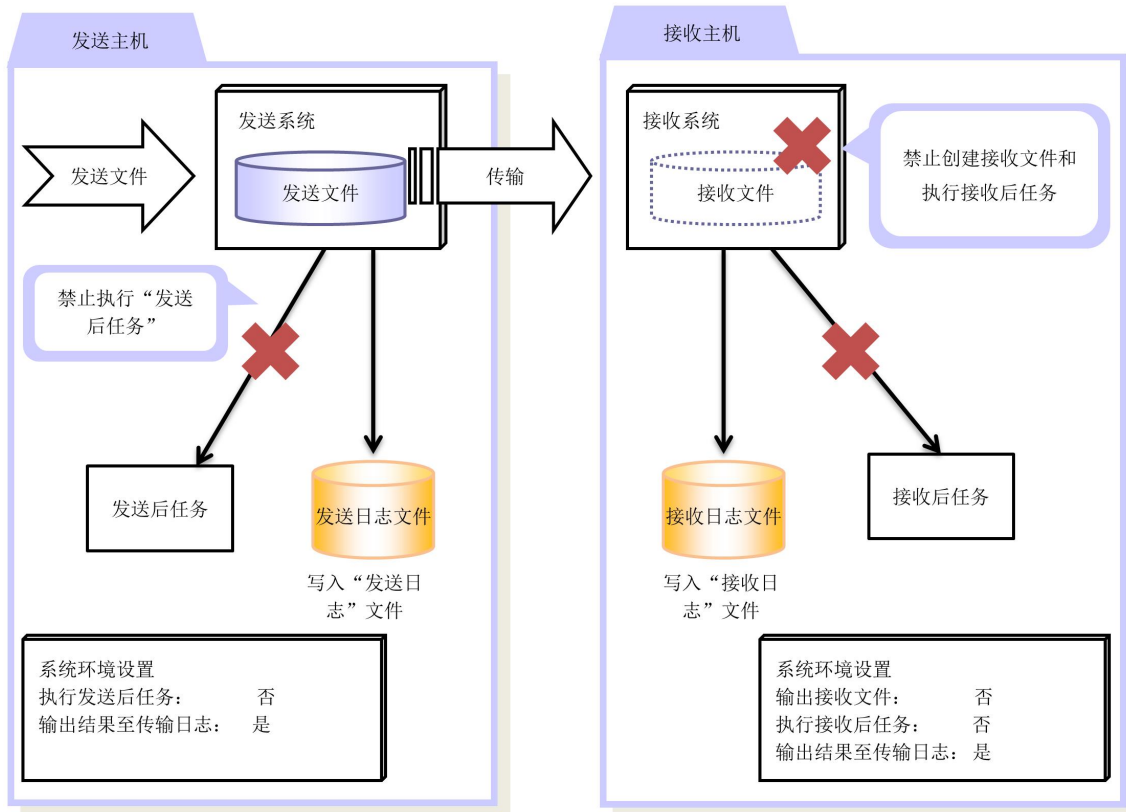 发送主机
发送文件
发送系统
发送文件
传输
禁止执行“发送
后任务”
发送后任务
发送日志文件
写入“发送日
志”文件
系统环境设置
执行发送后任务： 否
输出结果至传输日志： 是
接收主机
接收系统
接收文件
禁止创建接收文件和
执行接收后任务
接收日志文件
接收后任务
写入“接收日
志”文件
系统环境设置
输出接收文件： 否
执行接收后任务： 否
输出结果至传输日志： 是